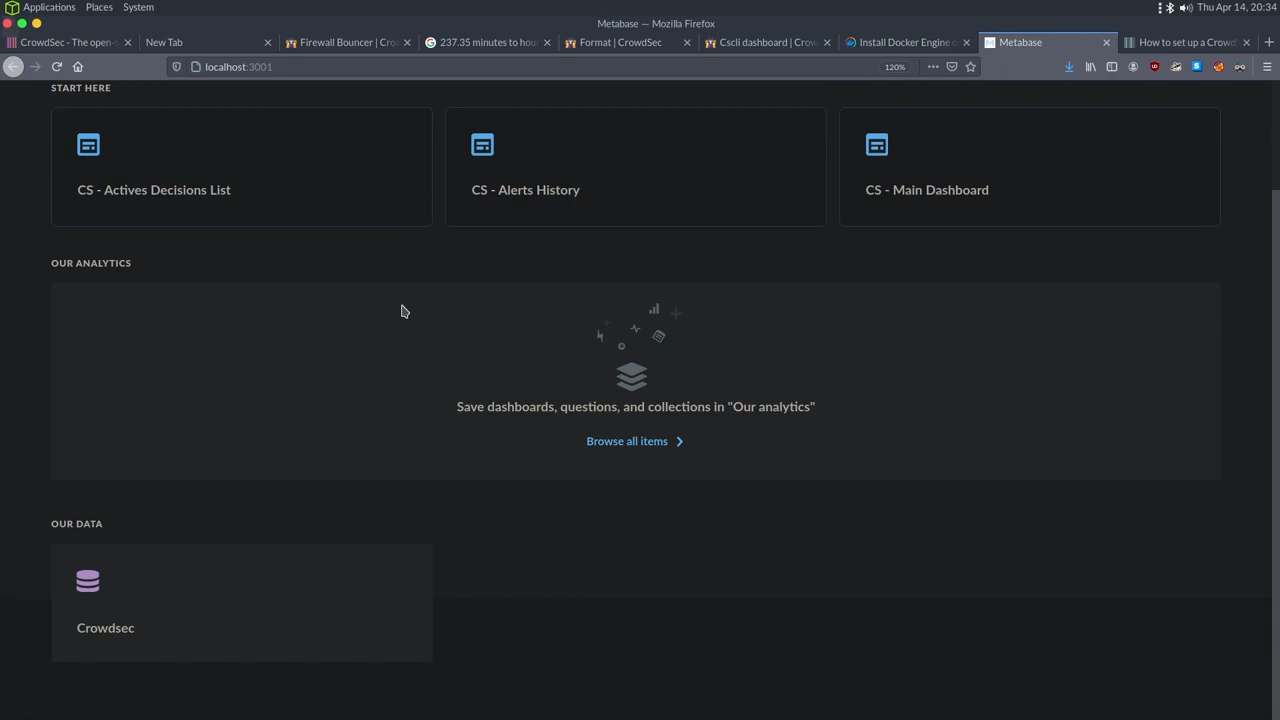 Applications Places System Thu Apr 14, 20:34
Metabase — Mozilla Firefox
CrowdSec - The open-s
New Tab
Firewall Bouncer | Crow
237.35 minutes to hou
Format | CrowdSec
Cscli dashboard | Crow
Install Docker Engine o
Metabase
How to set up a Crowd
localhost:3001
120%
START HERE
CS - Actives Decisions List
CS - Alerts History
CS - Main Dashboard
OUR ANALYTICS
Save dashboards, questions, and collections in "Our analytics"
Browse all items
OUR DATA
Crowdsec